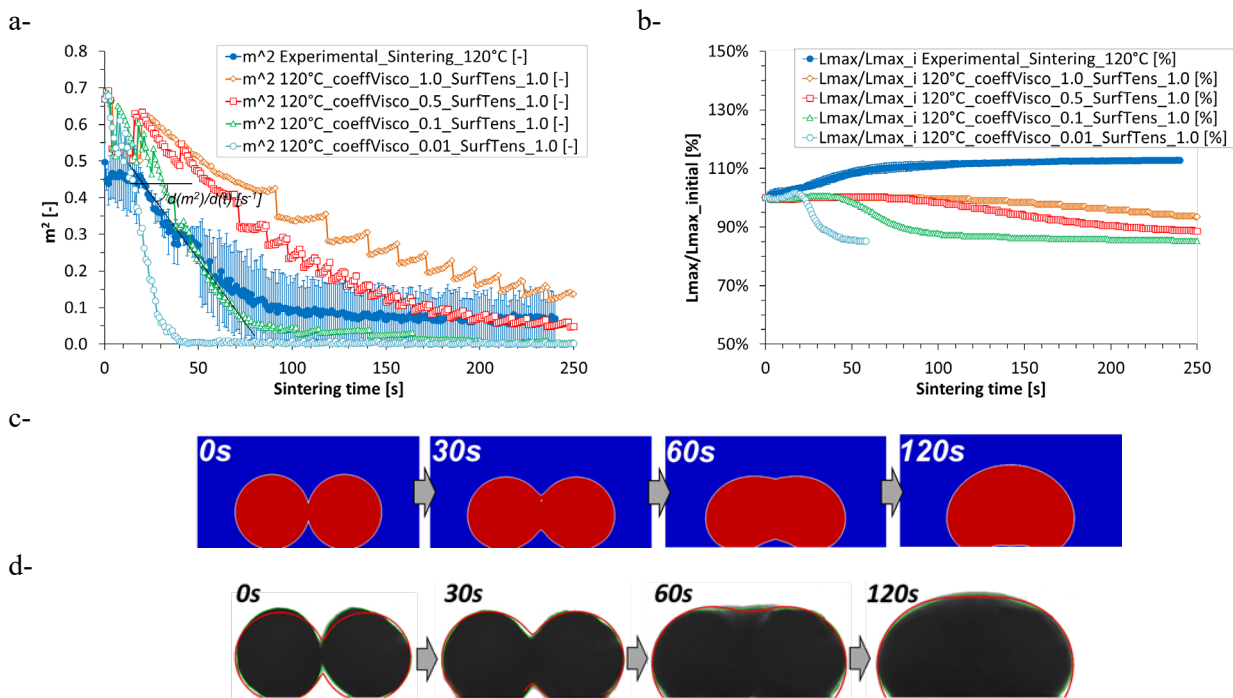 a-
m^2 Experimental_Sintering_120°C [-]
m^2 120°C_coeffVisco_1.0_SurfTens_1.0 [-]
m^2 120°C_coeffVisco_0.5_SurfTens_1.0 [-]
m^2 120°C_coeffVisco_0.1_SurfTens_1.0 [-]
m^2 120°C_coeffVisco_0.01_SurfTens_1.0 [-]
d(m²)/d(t) [s⁻¹]
m² [-]
0.8
0.7
0.6
0.5
0.4
0.3
0.2
0.1
0.0
0 50 100 150 200 250
Sintering time [s]
b-
Lmax/Lmax_i Experimental_Sintering_120°C [%]
Lmax/Lmax_i 120°C_coeffVisco_1.0_SurfTens_1.0 [%]
Lmax/Lmax_i 120°C_coeffVisco_0.5_SurfTens_1.0 [%]
Lmax/Lmax_i 120°C_coeffVisco_0.1_SurfTens_1.0 [%]
Lmax/Lmax_i 120°C_coeffVisco_0.01_SurfTens_1.0 [%]
Lmax/Lmax_initial [%]
150%
130%
110%
90%
70%
50%
0 50 100 150 200 250
Sintering time [s]
c-
0s 30s 60s 120s
d-
0s 30s 60s 120s